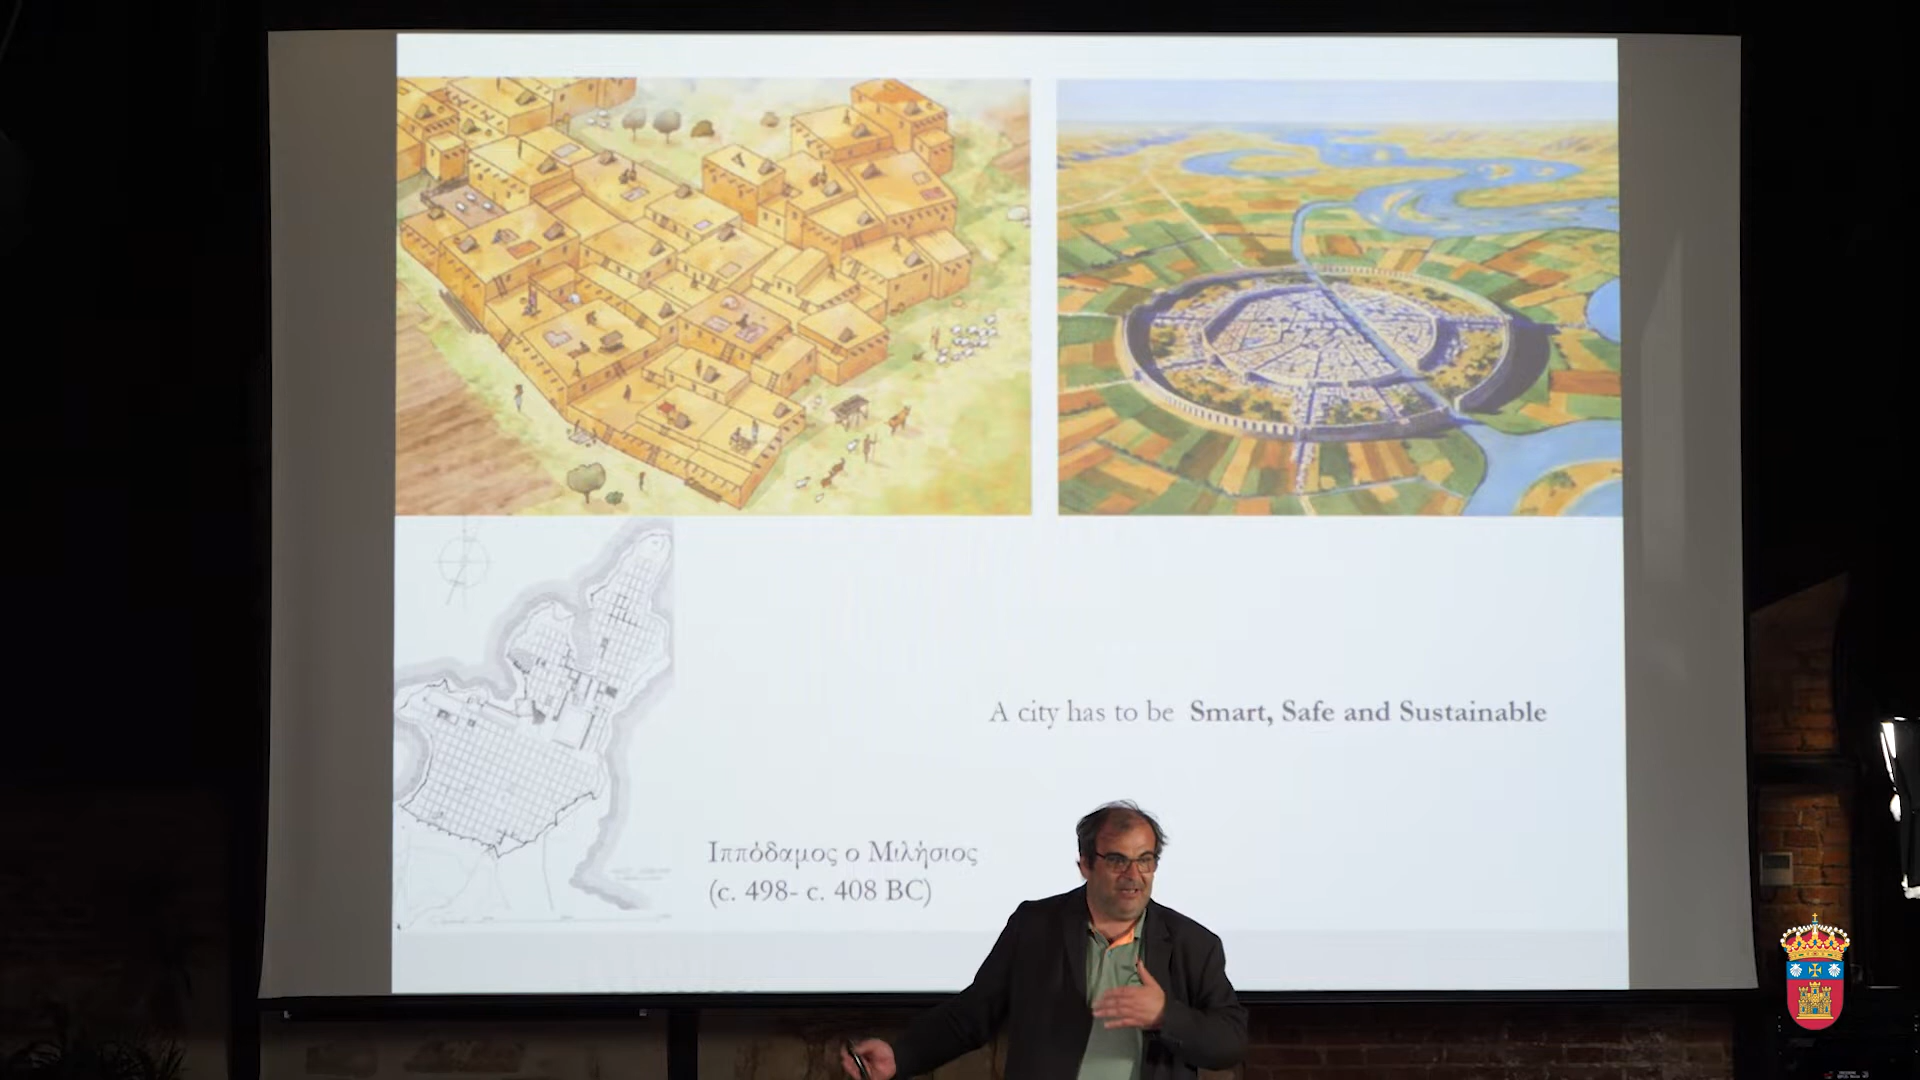 A city has to be Smart, Safe and Sustainable
Ιππόδαμος ο Μιλήσιος
(c. 498- c. 408 BC)